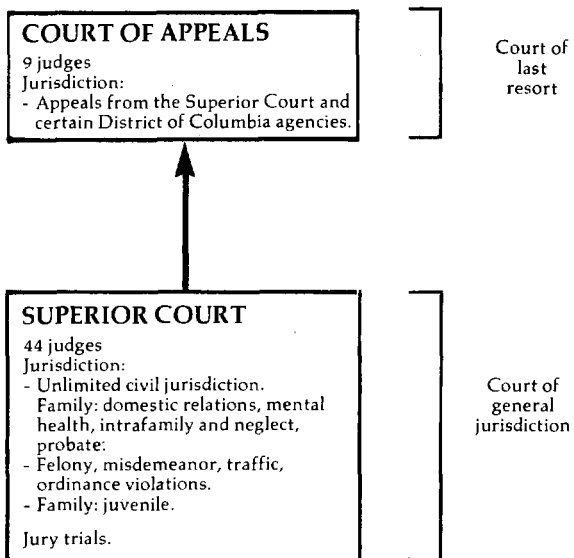 COURT OF APPEALS
9 judges
Jurisdiction:
- Appeals from the Superior Court and
certain District of Columbia agencies.
Court of
last
resort
SUPERIOR COURT
44 judges
Jurisdiction:
- Unlimited civil jurisdiction.
Family: domestic relations, mental
health, intrafamily and neglect,
probate.
- Felony, misdemeanor, traffic,
ordinance violations.
- Family: juvenile.
Jury trials.
Court of
general
jurisdiction